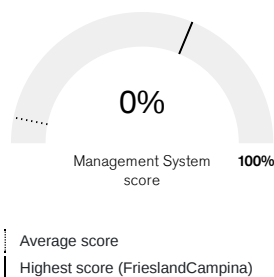 0%
Management System 100%
score
Average score
Highest score (FrieslandCampina)